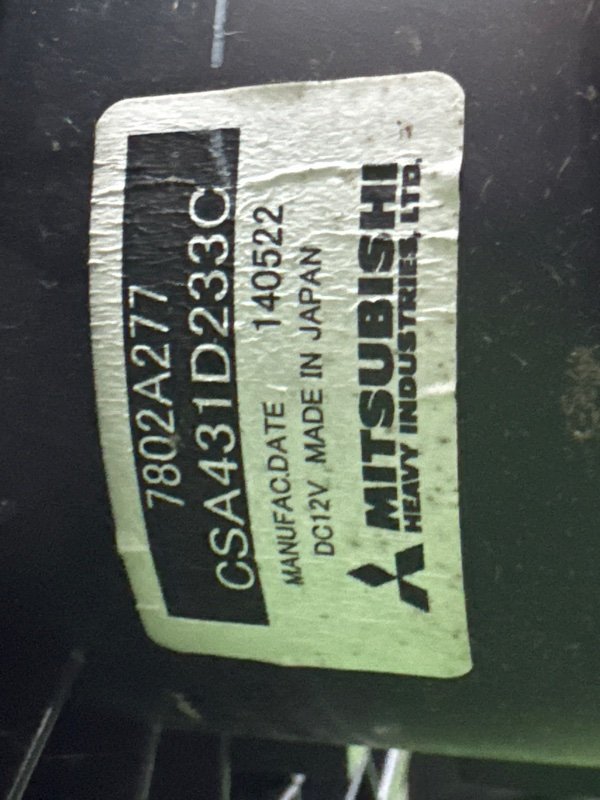 7802A277
CSA431D233C
MANUFAC.DATE 140522
DC12V MADE IN JAPAN
MITSUBISHI
HEAVY INDUSTRIES, LTD.